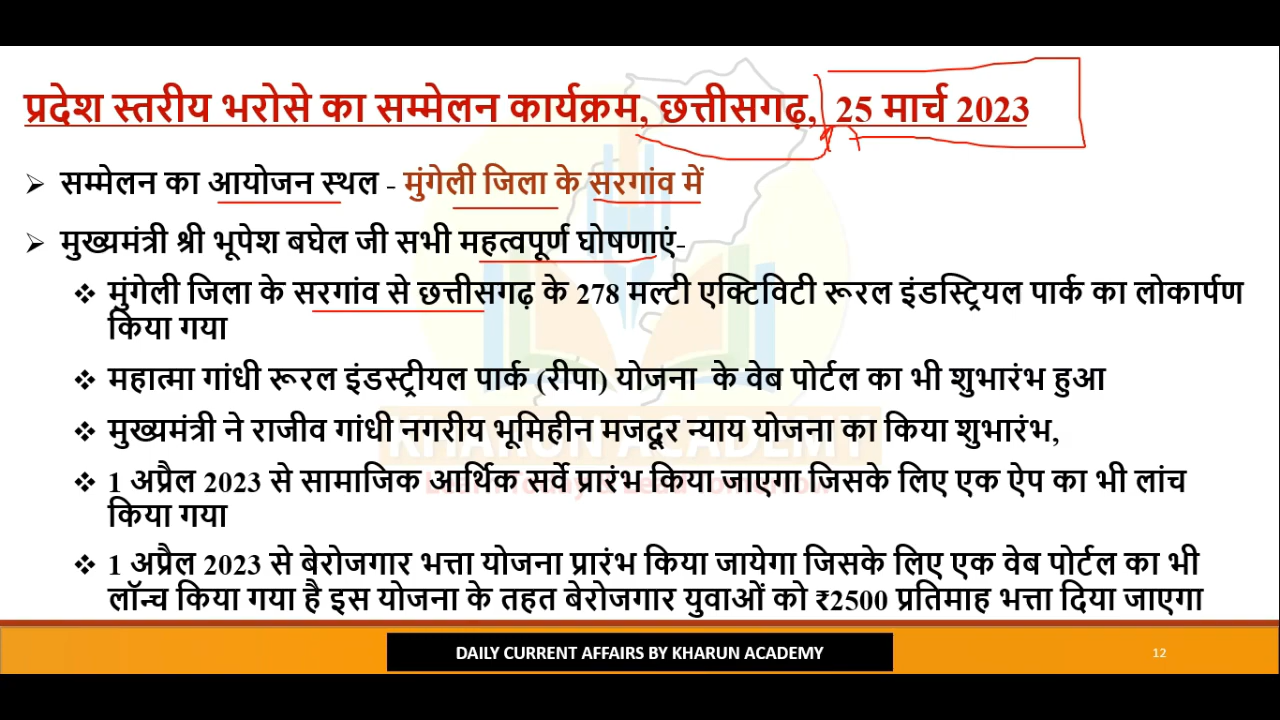 प्रदेश स्तरीय भरोसे का सम्मेलन कार्यक्रम, छत्तीसगढ़, 25 मार्च 2023
➢ सम्मेलन का आयोजन स्थल - मुंगेली जिला के सरगांव में
➢ मुख्यमंत्री श्री भूपेश बघेल जी सभी महत्वपूर्ण घोषणाएं-
❖ मुंगेली जिला के सरगांव से छत्तीसगढ़ के 278 मल्टी एक्टिविटी रूरल इंडस्ट्रियल पार्क का लोकार्पण
किया गया
❖ महात्मा गांधी रूरल इंडस्ट्रीयल पार्क (रीपा) योजना के वेब पोर्टल का भी शुभारंभ हुआ
❖ मुख्यमंत्री ने राजीव गांधी नगरीय भूमिहीन मजदूर न्याय योजना का किया शुभारंभ,
❖ 1 अप्रैल 2023 से सामाजिक आर्थिक सर्वे प्रारंभ किया जाएगा जिसके लिए एक ऐप का भी लांच
किया गया
❖ 1 अप्रैल 2023 से बेरोजगार भत्ता योजना प्रारंभ किया जायेगा जिसके लिए एक वेब पोर्टल का भी
लॉन्च किया गया है इस योजना के तहत बेरोजगार युवाओं को ₹2500 प्रतिमाह भत्ता दिया जाएगा
KHARUN ACADEMY
DAILY CURRENT AFFAIRS BY KHARUN ACADEMY
12